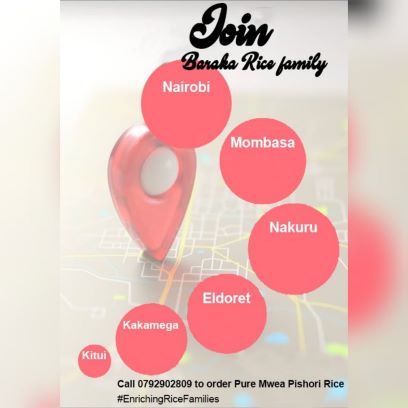 Join
Baraka Rice family
Nairobi
Mombasa
Nakuru
Eldoret
Kakamega
Kitui
Call 0792902809 to order Pure Mwea Pishori Rice
#EnrichingRiceFamilies